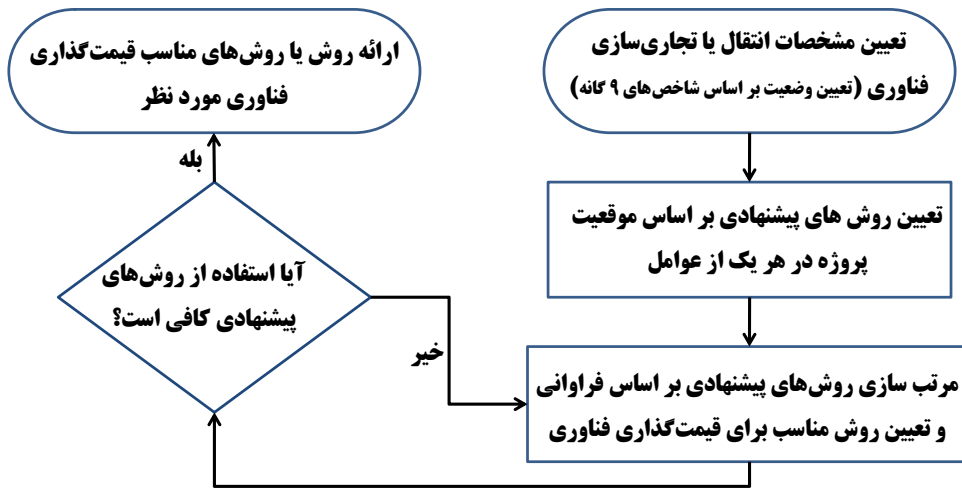 تعیین مشخصات انتقال یا تجاری‌سازی
فناوری (تعیین وضعیت بر اساس شاخص‌های ۹ گانه)
تعیین روش های پیشنهادی بر اساس موقعیت
پروژه در هر یک از عوامل
مرتب سازی روش‌های پیشنهادی بر اساس فراوانی
و تعیین روش مناسب برای قیمت‌گذاری فناوری
آیا استفاده از روش‌های
پیشنهادی کافی است؟
خیر
بله
ارائه روش یا روش‌های مناسب قیمت‌گذاری
فناوری مورد نظر